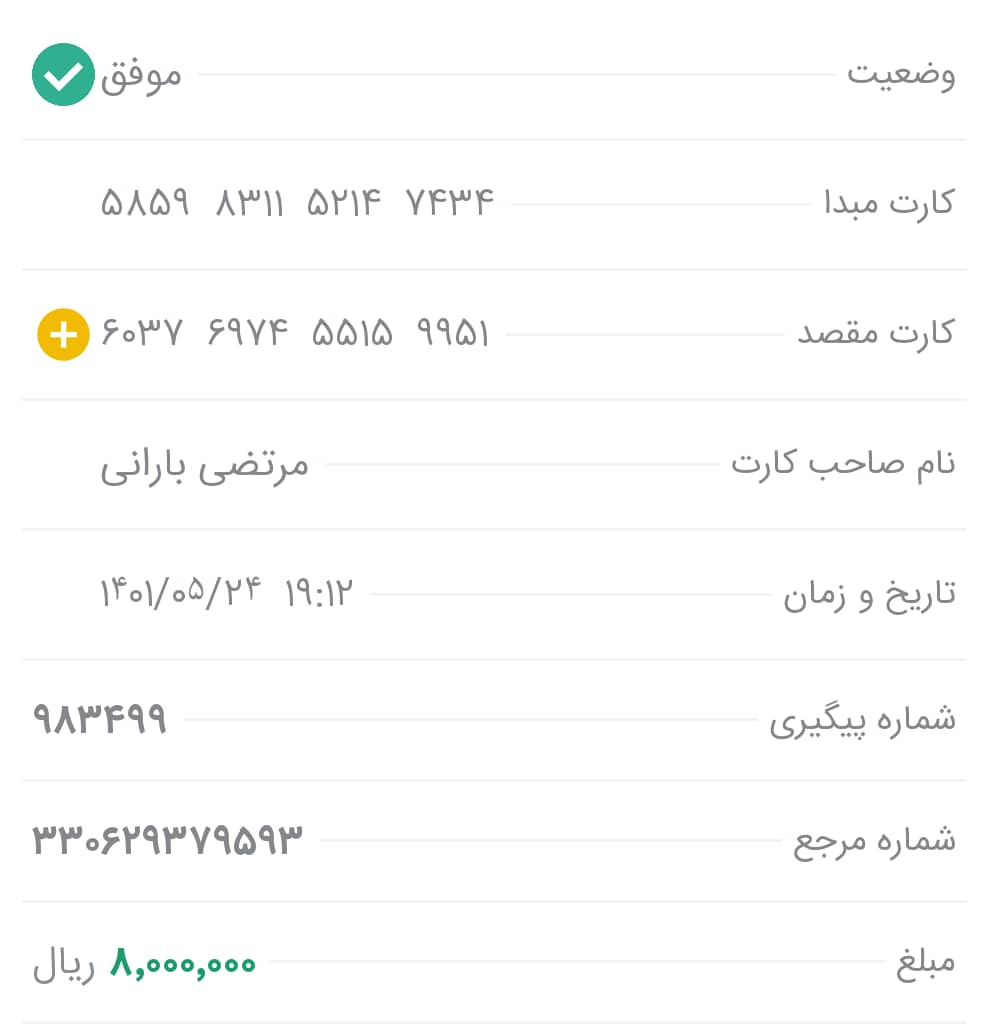 وضعیت موفق
کارت مبدا ۵۸۵۹ ۸۳۱۱ ۵۲۱۴ ۷۴۳۴
کارت مقصد ۶۰۳۷ ۶۹۷۴ ۵۵۱۵ ۹۹۵۱
نام صاحب کارت مرتضی بارانی
تاریخ و زمان ۱۴۰۱/۰۵/۲۴ ۱۹:۱۲
شماره پیگیری ۹۸۳۴۹۹
شماره مرجع ۳۳۰۶۲۹۳۷۹۵۹۳
مبلغ ۸,۰۰۰,۰۰۰ ریال